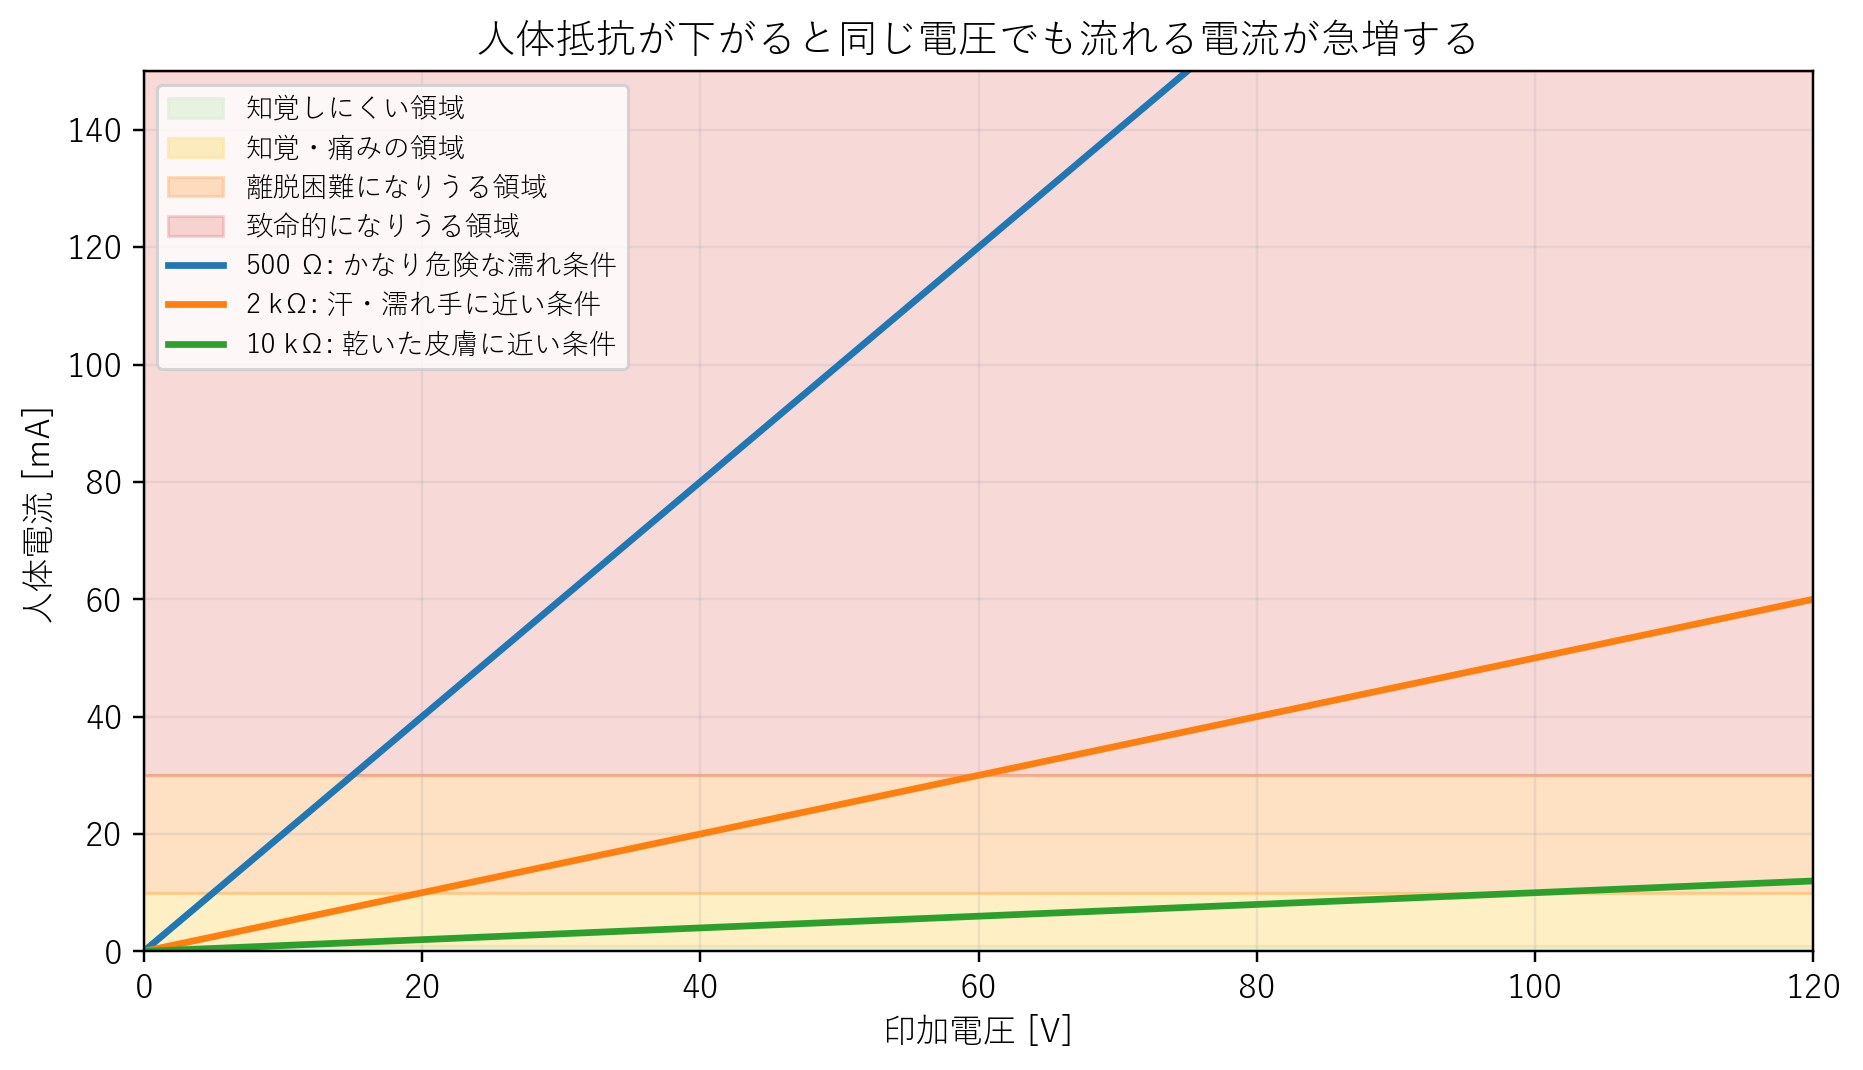 人体抵抗が下がると同じ電圧でも流れる電流が急増する
知覚しにくい領域
知覚・痛みの領域
離脱困難になりうる領域
致命的になりうる領域
500 Ω: かなり危険な濡れ条件
2 kΩ: 汗・濡れ手に近い条件
10 kΩ: 乾いた皮膚に近い条件
人体電流 [mA]
140
120
100
80
60
40
20
0
0 20 40 60 80 100 120
印加電圧 [V]